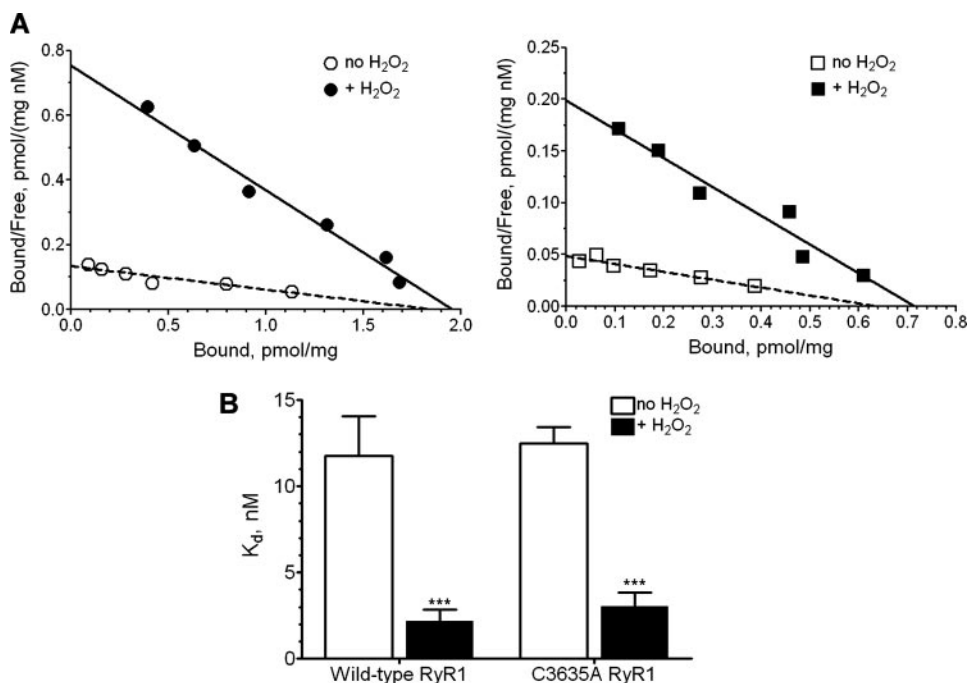 A
0.8
0.6
0.4
0.2
0.0
0.0 0.5 1.0 1.5 2.0
Bound/Free, pmol/(mg nM)
Bound, pmol/mg
no H₂O₂
+ H₂O₂
0.25
0.20
0.15
0.10
0.05
0.00
0.0 0.1 0.2 0.3 0.4 0.5 0.6 0.7 0.8
Bound/Free, pmol/(mg nM)
Bound, pmol/mg
no H₂O₂
+ H₂O₂
B
15
10
5
0
K_d, nM
no H₂O₂
+ H₂O₂
***
***
Wild-type RyR1 C3635A RyR1